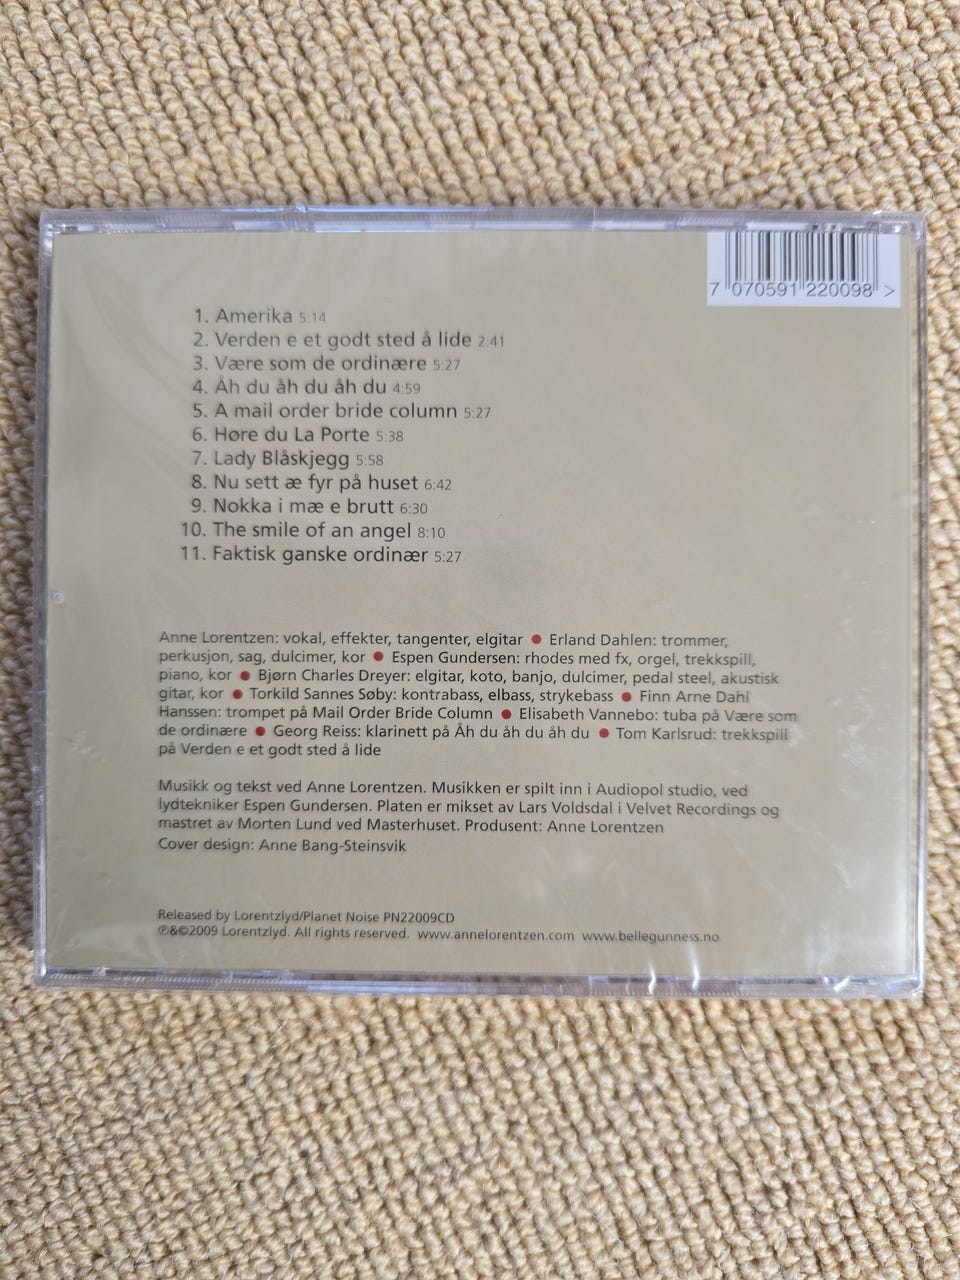 7 070591 220098 >
1. Amerika 5:14
2. Verden e et godt sted å lide 2:41
3. Være som de ordinære 5:27
4. Åh du åh du åh du 4:59
5. A mail order bride column 5:27
6. Høre du La Porte 5:38
7. Lady Blåskjegg 5:58
8. Nu sett æ fyr på huset 6:42
9. Nokka i mæ e brutt 6:30
10. The smile of an angel 8:10
11. Faktisk ganske ordinær 5:27
Anne Lorentzen: vokal, effekter, tangenter, elgitar ● Erland Dahlen: trommer,
perkusjon, sag, dulcimer, kor ● Espen Gundersen: rhodes med fx, orgel, trekkspill,
piano, kor ● Bjørn Charles Dreyer: elgitar, koto, banjo, dulcimer, pedal steel, akustisk
gitar, kor ● Torkild Sannes Søby: kontrabass, elbass, strykebass ● Finn Arne Dahl
Hanssen: trompet på Mail Order Bride Column ● Elisabeth Vannebo: tuba på Være som
de ordinære ● Georg Reiss: klarinett på Åh du åh du åh du ● Tom Karlsrud: trekkspill
på Verden e et godt sted å lide
Musikk og tekst ved Anne Lorentzen. Musikken er spilt inn i Audiopol studio, ved
lydtekniker Espen Gundersen. Platen er mikset av Lars Voldsdal i Velvet Recordings og
mastret av Morten Lund ved Masterhuset. Produsent: Anne Lorentzen
Cover design: Anne Bang-Steinsvik
Released by Lorentzlyd/Planet Noise PN22009CD
℗&©2009 Lorentzlyd. All rights reserved. www.annelorentzen.com www.bellegunness.no